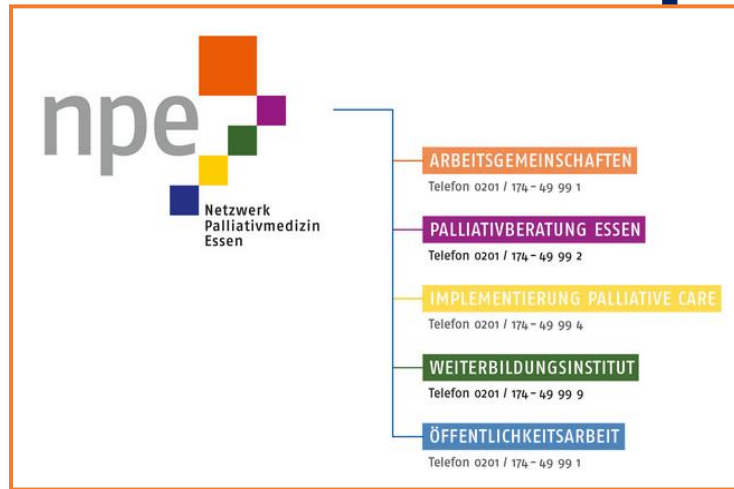 npe
Netzwerk
Palliativmedizin
Essen
ARBEITSGEMEINSCHAFTEN
Telefon 0201 / 174 – 49 99 1
PALLIATIVBERATUNG ESSEN
Telefon 0201 / 174 – 49 99 2
IMPLEMENTIERUNG PALLIATIVE CARE
Telefon 0201 / 174 – 49 99 4
WEITERBILDUNGSINSTITUT
Telefon 0201 / 174 – 49 99 9
ÖFFENTLICHKEITSARBEIT
Telefon 0201 / 174 – 49 99 1